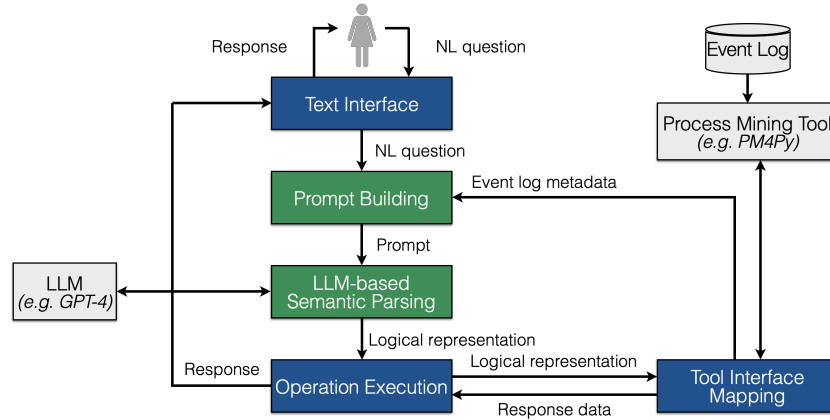 Response
NL question
Event Log
Text Interface
Process Mining Tool
(e.g. PM4Py)
NL question
Event log metadata
Prompt Building
Prompt
LLM
(e.g. GPT-4)
LLM-based
Semantic Parsing
Logical representation
Response
Operation Execution
Logical representation
Tool Interface
Mapping
Response data